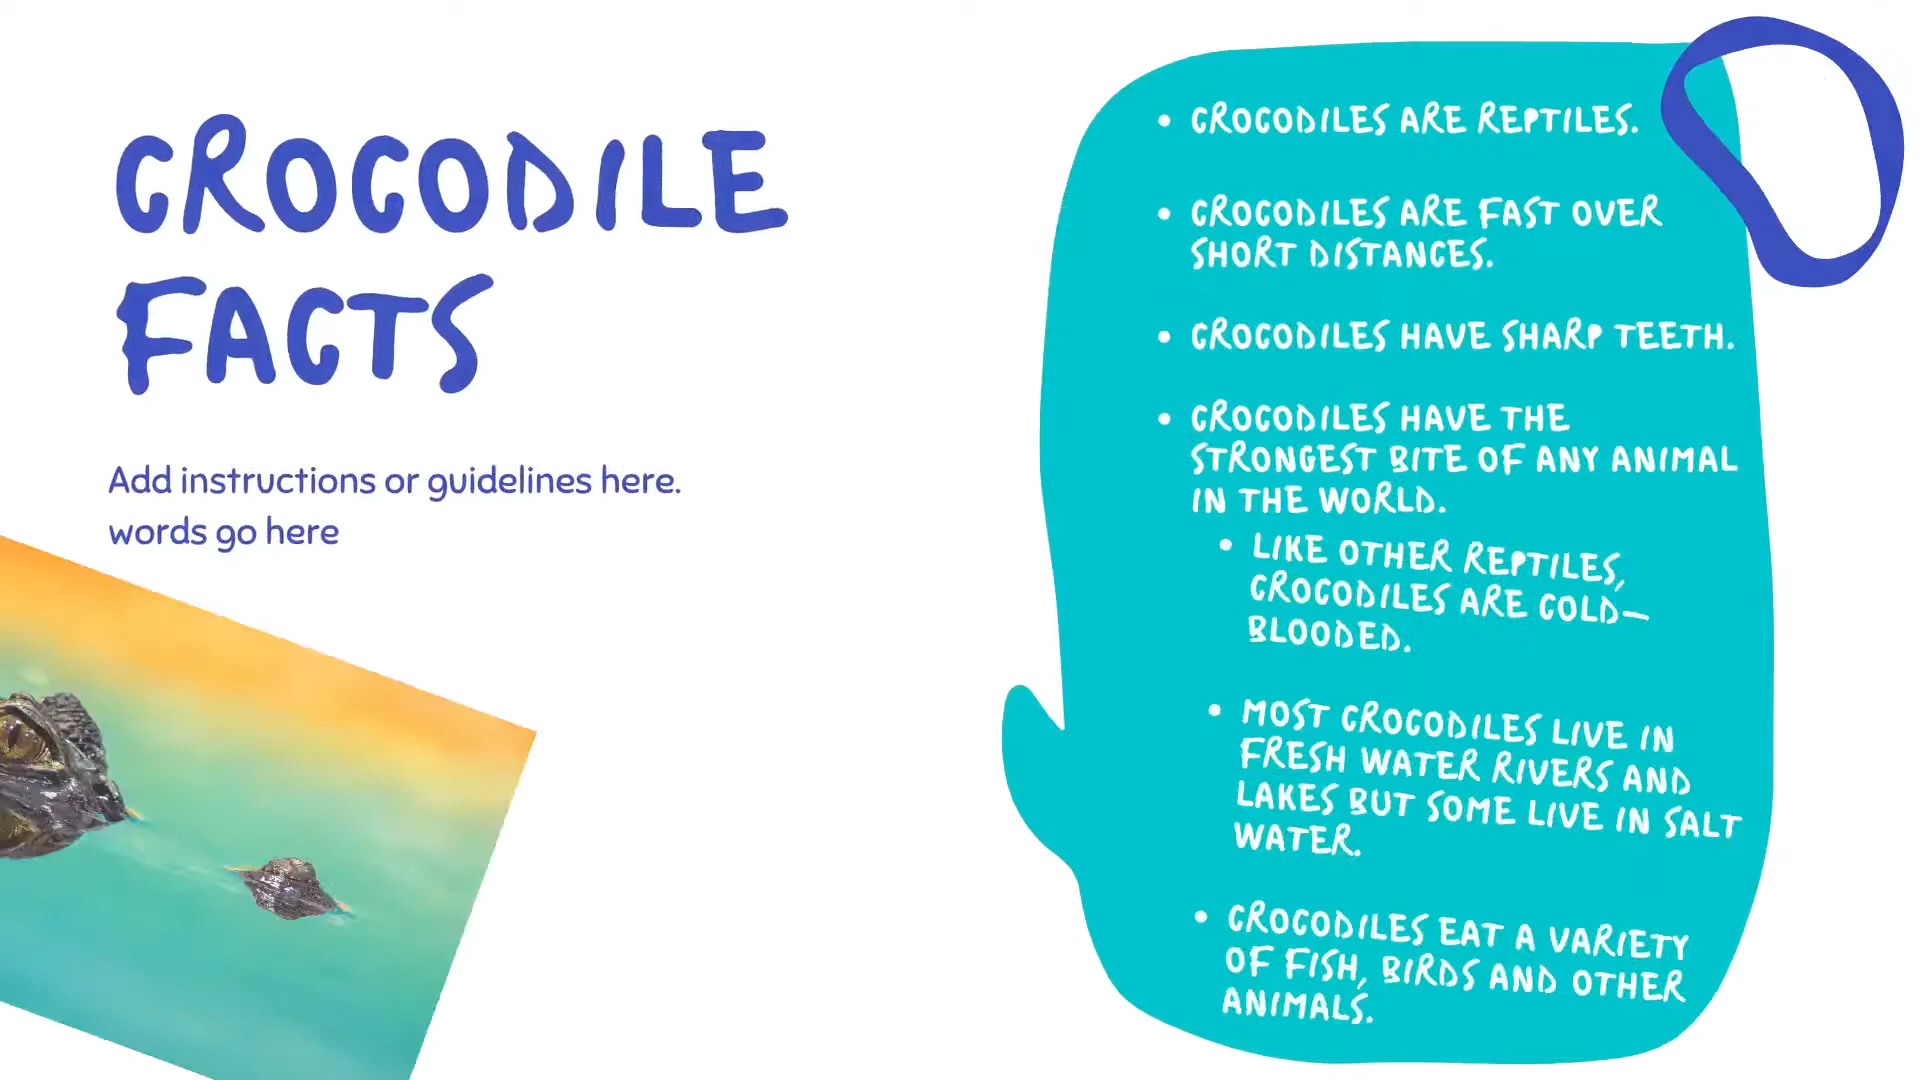 CROCODILE
FACTS
Add instructions or guidelines here.
words go here
• CROCODILES ARE REPTILES.
• CROCODILES ARE FAST OVER
SHORT DISTANCES.
• CROCODILES HAVE SHARP TEETH.
• CROCODILES HAVE THE
STRONGEST BITE OF ANY ANIMAL
IN THE WORLD.
• LIKE OTHER REPTILES,
CROCODILES ARE COLD-
BLOODED.
• MOST CROCODILES LIVE IN
FRESH WATER RIVERS AND
LAKES BUT SOME LIVE IN SALT
WATER.
• CROCODILES EAT A VARIETY
OF FISH, BIRDS AND OTHER
ANIMALS.